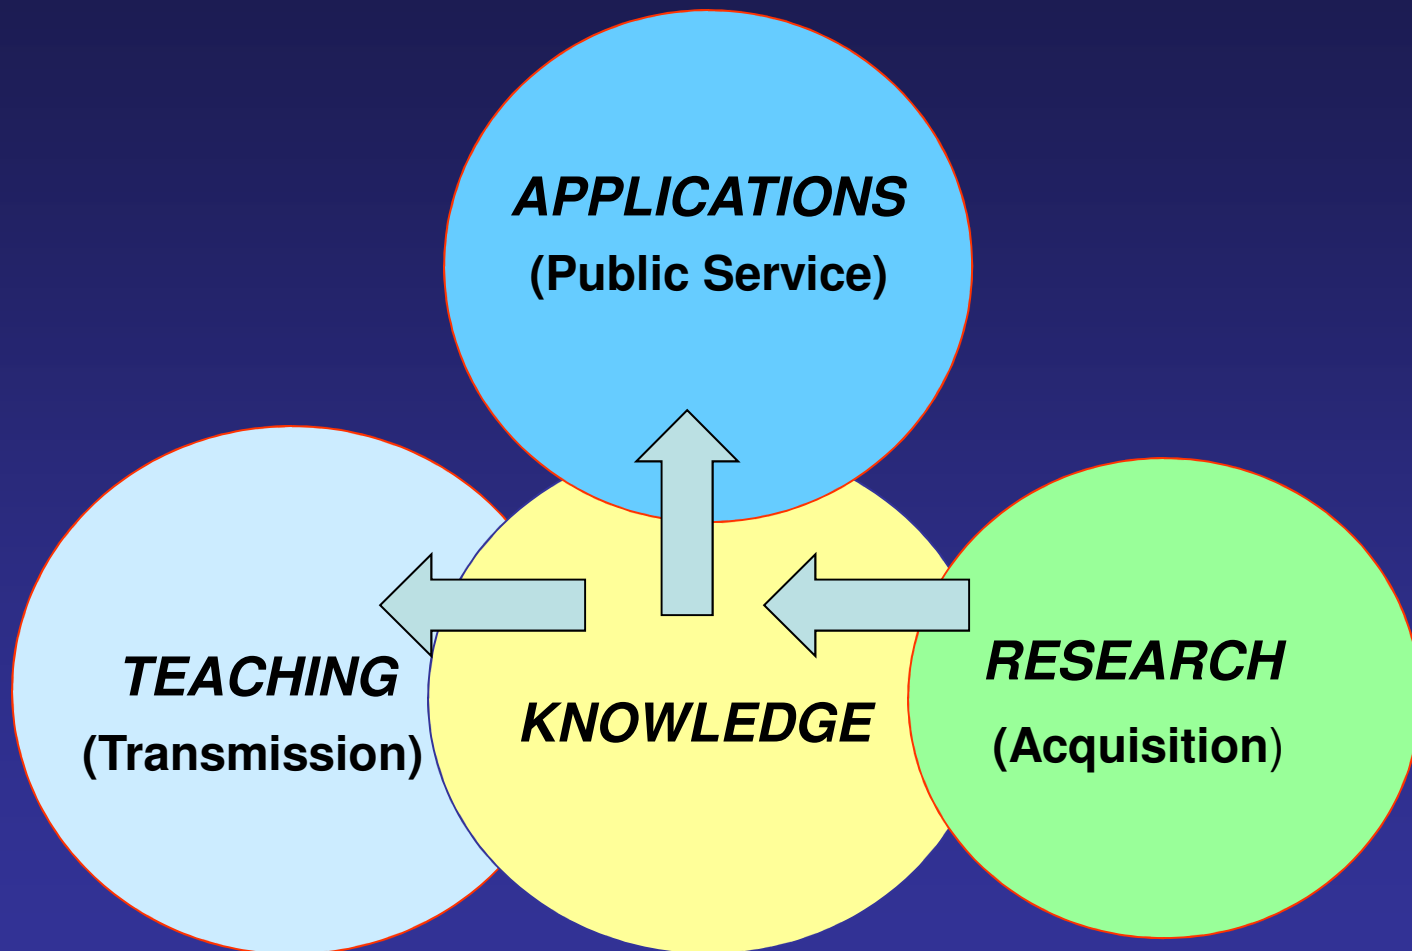 APPLICATIONS
(Public Service)
TEACHING
(Transmission)
KNOWLEDGE
RESEARCH
(Acquisition)